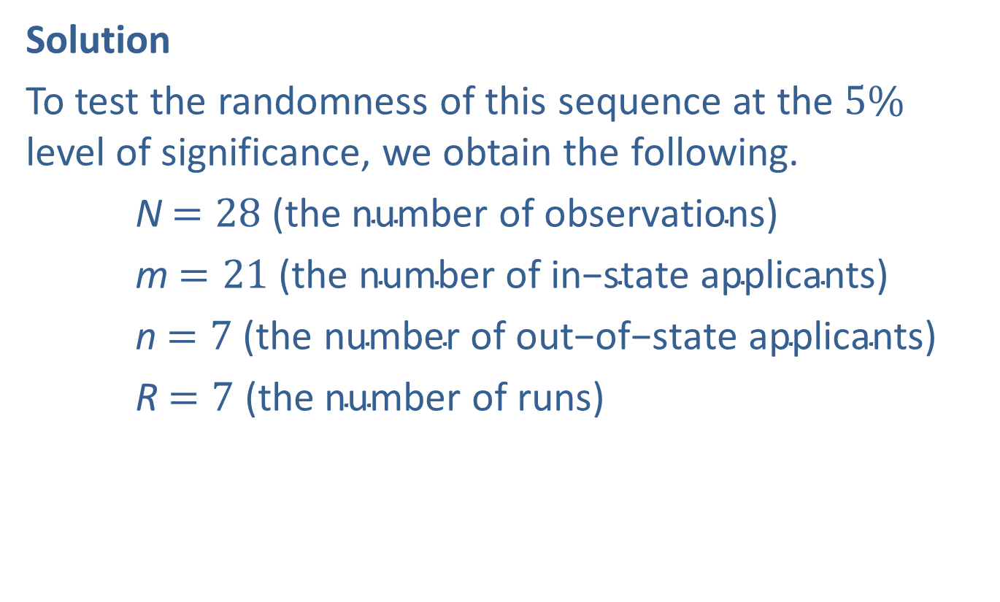 Solution
To test the randomness of this sequence at the 5%
level of significance, we obtain the following.
N = 28 (the number of observations)
m = 21 (the number of in−state applicants)
n = 7 (the number of out−of−state applicants)
R = 7 (the number of runs)